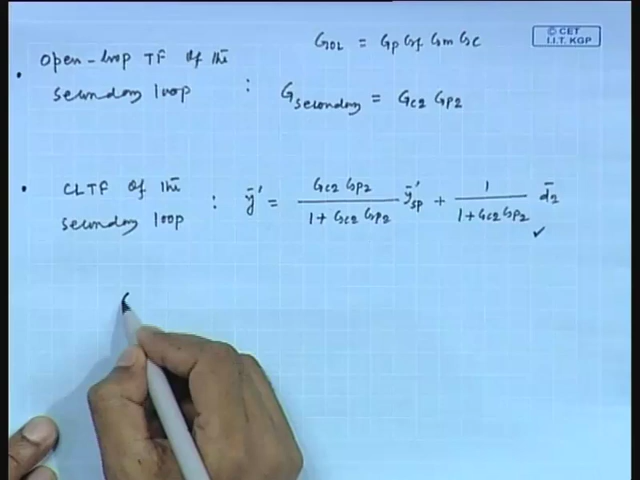 G_OL = Gp Gf Gm Gc
© CET
I.I.T. KGP
• Open-loop TF of the
secondary loop : G_secondary = Gc2 Gp2
• CLTF of the
secondary loop : ȳ' = Gc2 Gp2 / 1 + Gc2 Gp2 ȳ'sp + 1 / 1 + Gc2 Gp2 d̄2 ✓